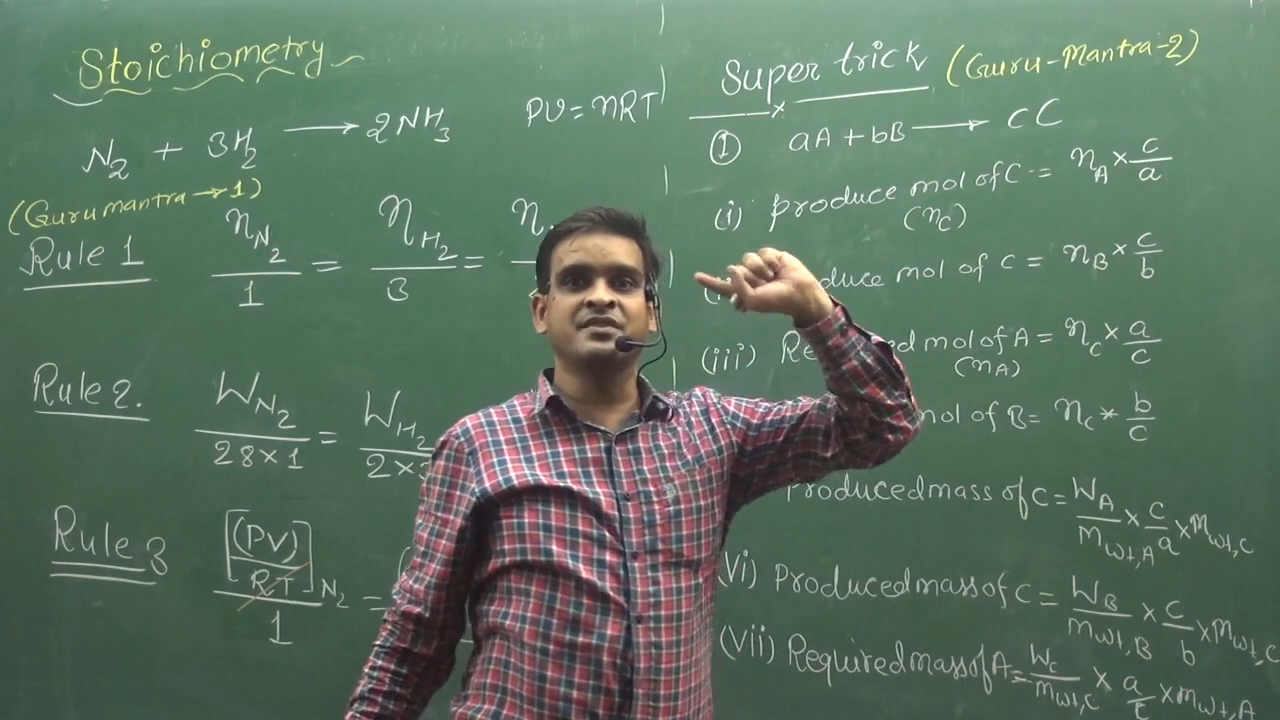 Stoichiometry
N2 + 3H2 → 2NH3
PV = nRT
(Gurumantra → 1)
Rule 1 nN2/1 = nH2/3 = n
Rule 2. WN2/28×1 = WH2/2×
Rule 3 [(PV)/RT]N2/1 = (
Super trick (Guru-Mantra-2)
① aA + bB → cC
(i) produce mol of C = nA × c/a
(nC)
duce mol of C = nB × c/b
(iii) Re d mol of A = nC × a/c
(nA)
mol of B = nC * b/c
Produced mass of C = WA/Mwt,A × c/a × Mwt,C
(Vi) Produced mass of C = WB/Mwt,B × c/b × Mwt,C
(Vii) Required mass of A = WC/Mwt,C × a/c × Mwt,A